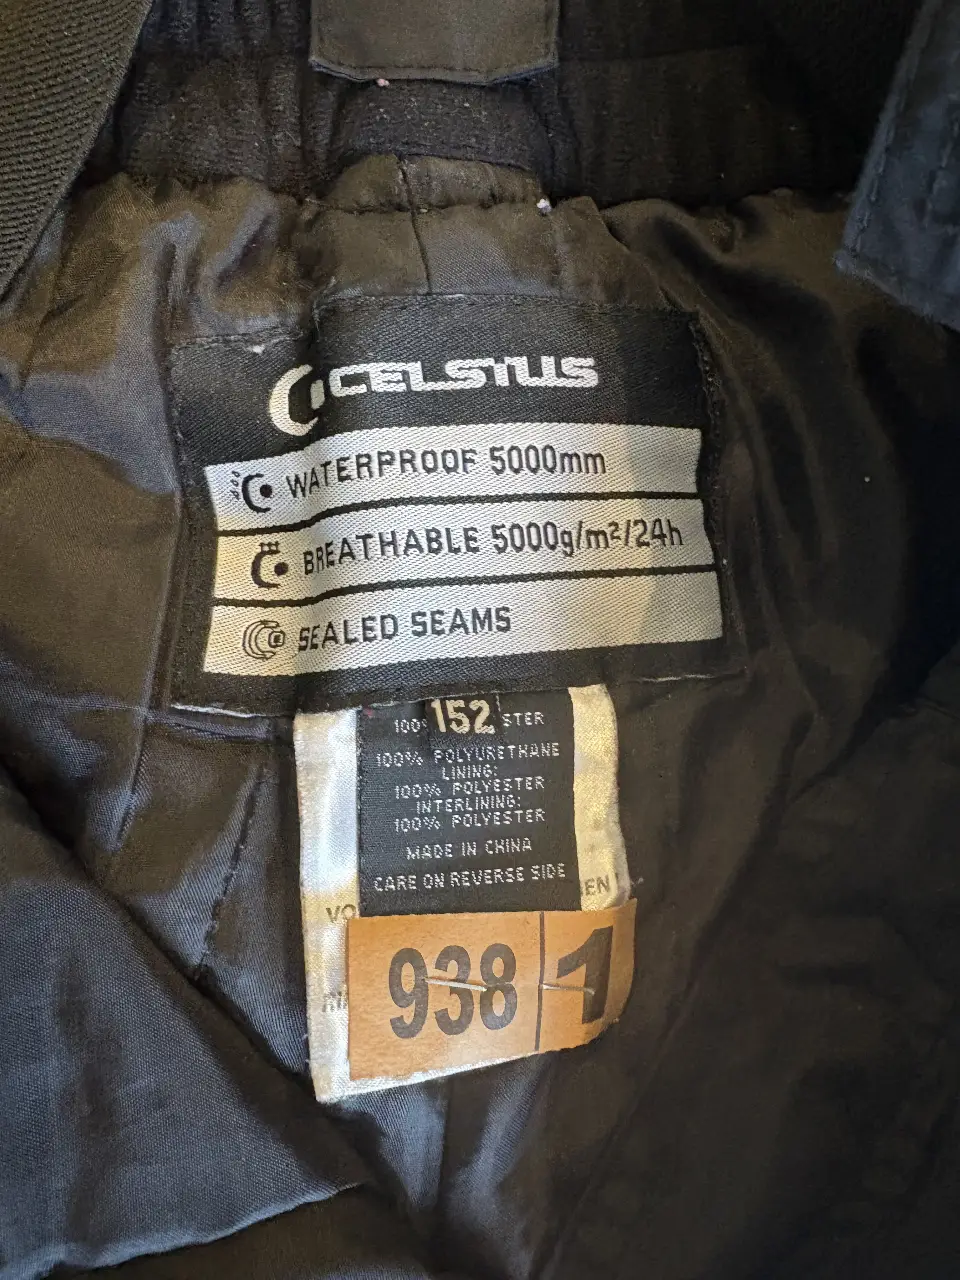 CELSIUS
WATERPROOF 5000mm
BREATHABLE 5000g/m²/24h
SEALED SEAMS
152
100%
100% POLYURETHANE
LINING:
100% POLYESTER
INTERLINING:
100% POLYESTER
MADE IN CHINA
CARE ON REVERSE SIDE
938 1